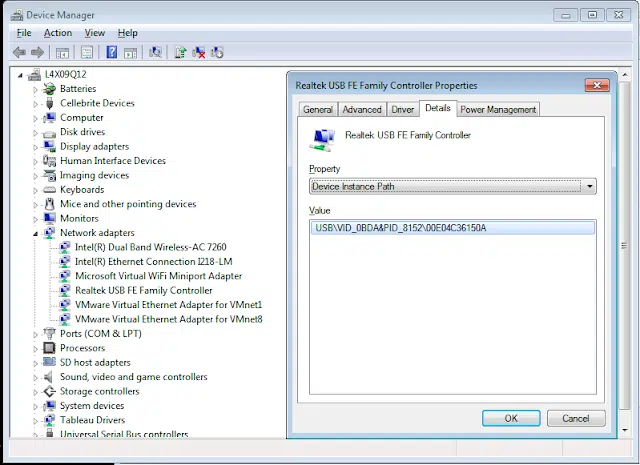 Device Manager
File Action View Help
L4X09Q12
Batteries
Cellebrite Devices
Computer
Disk drives
Display adapters
Human Interface Devices
Imaging devices
Keyboards
Mice and other pointing devices
Monitors
Network adapters
Intel(R) Dual Band Wireless-AC 7260
Intel(R) Ethernet Connection I218-LM
Microsoft Virtual WiFi Miniport Adapter
Realtek USB FE Family Controller
VMware Virtual Ethernet Adapter for VMnet1
VMware Virtual Ethernet Adapter for VMnet8
Ports (COM & LPT)
Processors
SD host adapters
Sound, video and game controllers
Storage controllers
System devices
Tableau Drivers
Universal Serial Bus controllers
Realtek USB FE Family Controller Properties
General Advanced Driver Details Power Management
Realtek USB FE Family Controller
Property
Device Instance Path
Value
USB\VID_0BDA&PID_8152\00E04C36150A
OK Cancel